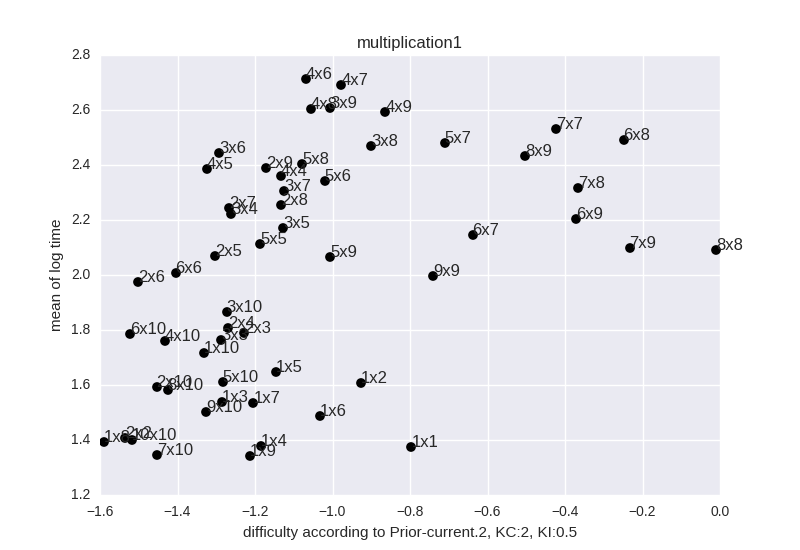 multiplication1
2.8
2.6
2.4
2.2
2.0
1.8
1.6
1.4
1.2
mean of log time
4x6
4x7
4x8
3x9
4x9
7x7
6x8
3x8
5x7
8x9
3x6
4x5
2x9
5x8
4x4
5x6
3x7
7x8
2x7
3x4
2x8
6x9
3x5
6x7
5x5
2x5
5x9
7x9
8x8
6x6
2x6
9x9
3x10
2x4
2x3
6x10
4x10
3x3
1x10
1x5
5x10
1x2
2x10
8x10
1x3
1x7
9x10
1x6
2x2
10x10
1x4
1x9
7x10
1x1
−1.6
−1.4
−1.2
−1.0
−0.8
−0.6
−0.4
−0.2
0.0
difficulty according to Prior-current.2, KC:2, KI:0.5